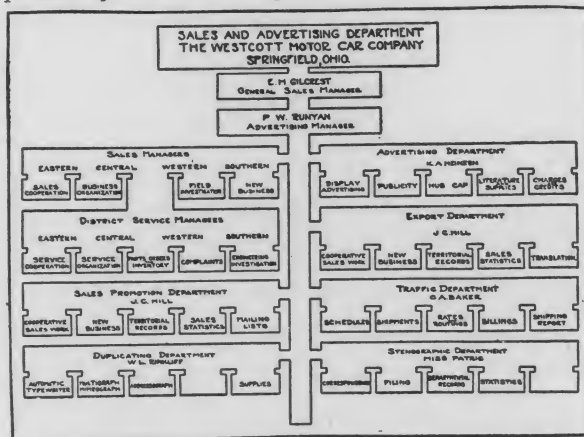 SALES AND ADVERTISING DEPARTMENT
THE WESTCOTT MOTOR CAR COMPANY
SPRINGFIELD, OHIO.
E. M GILCREST
GENERAL SALES MANAGER
P. W. RUNYAN
ADVERTISING MANAGER
SALES MANAGERS
EASTERN CENTRAL WESTERN SOUTHERN
SALES COOPERATION
BUSINESS ORGANIZATION
FIELD INVESTIGATOR
NEW BUSINESS
DISTRICT SERVICE MANAGERS
EASTERN CENTRAL WESTERN SOUTHERN
SERVICE COOPERATION
SERVICE ORGANIZATION
PARTS, ORDERS INVENTORY
COMPLAINTS
ENGINEERING INVESTIGATION
SALES PROMOTION DEPARTMENT
J. G. HILL
COOPERATIVE SALES WORK
NEW BUSINESS
TERRITORIAL RECORDS
SALES STATISTICS
MAILING LISTS
DUPLICATING DEPARTMENT
W. L.
AUTOMATIC TYPEWRITER
MULTIGRAPH MIMEOGRAPH
ADDRESSOGRAPH
SUPPLIES
ADVERTISING DEPARTMENT
K. A.
DISPLAY ADVERTISING
PUBLICITY
HUB CAP
LITERATURE SUPPLIES
CHARGES CREDITS
EXPORT DEPARTMENT
J. G. HILL
COOPERATIVE SALES WORK
NEW BUSINESS
TERRITORIAL RECORDS
SALES STATISTICS
TRANSLATION
TRAFFIC DEPARTMENT
G. A. BAKER
SCHEDULES
SHIPMENTS
RATES ROUTINGS
BILLINGS
SHIPPING REPORT
STENOGRAPHIC DEPARTMENT
MISS
FILING
DEPARTMENTAL RECORDS
STATISTICS